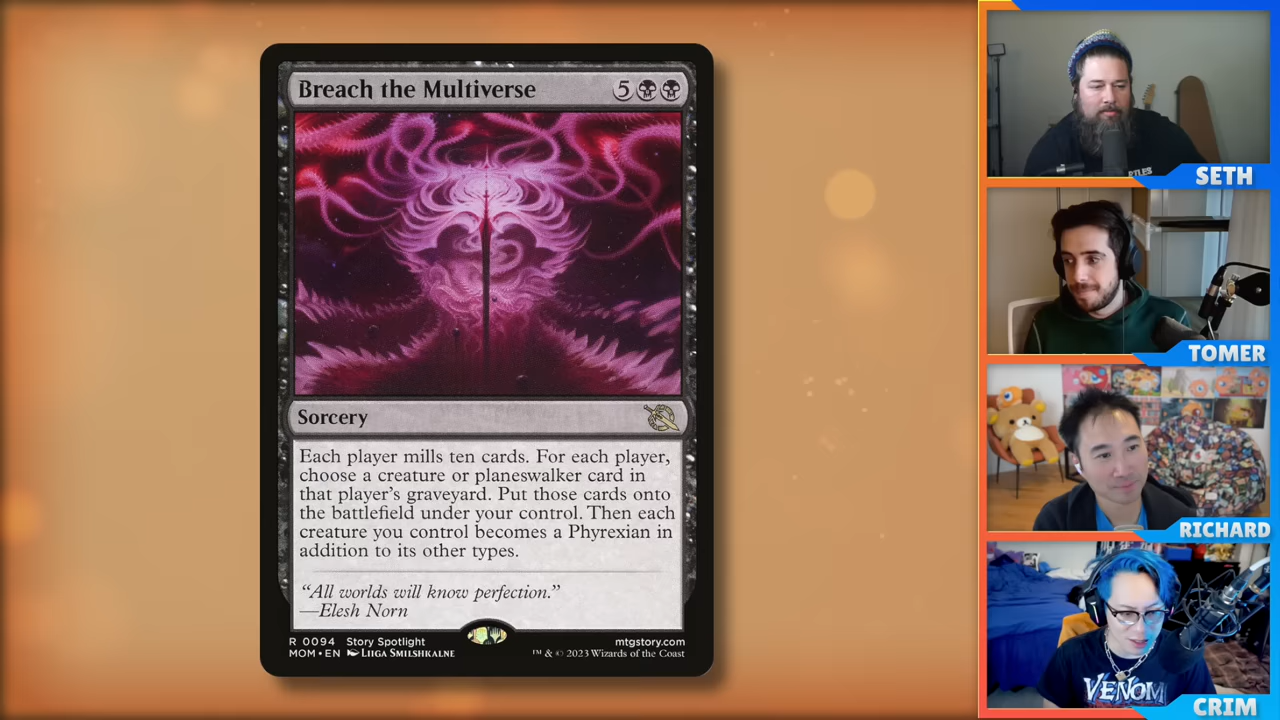 Breach the Multiverse 5
Sorcery
Each player mills ten cards. For each player,
choose a creature or planeswalker card in
that player's graveyard. Put those cards onto
the battlefield under your control. Then each
creature you control becomes a Phyrexian in
addition to its other types.
“All worlds will know perfection.”
—Elesh Norn
R 0094 Story Spotlight
mtgstory.com
MOM • EN LIIGA SMILSHKALNE
™ & © 2023 Wizards of the Coast
SETH
TOMER
RICHARD
VENOM
CRIM